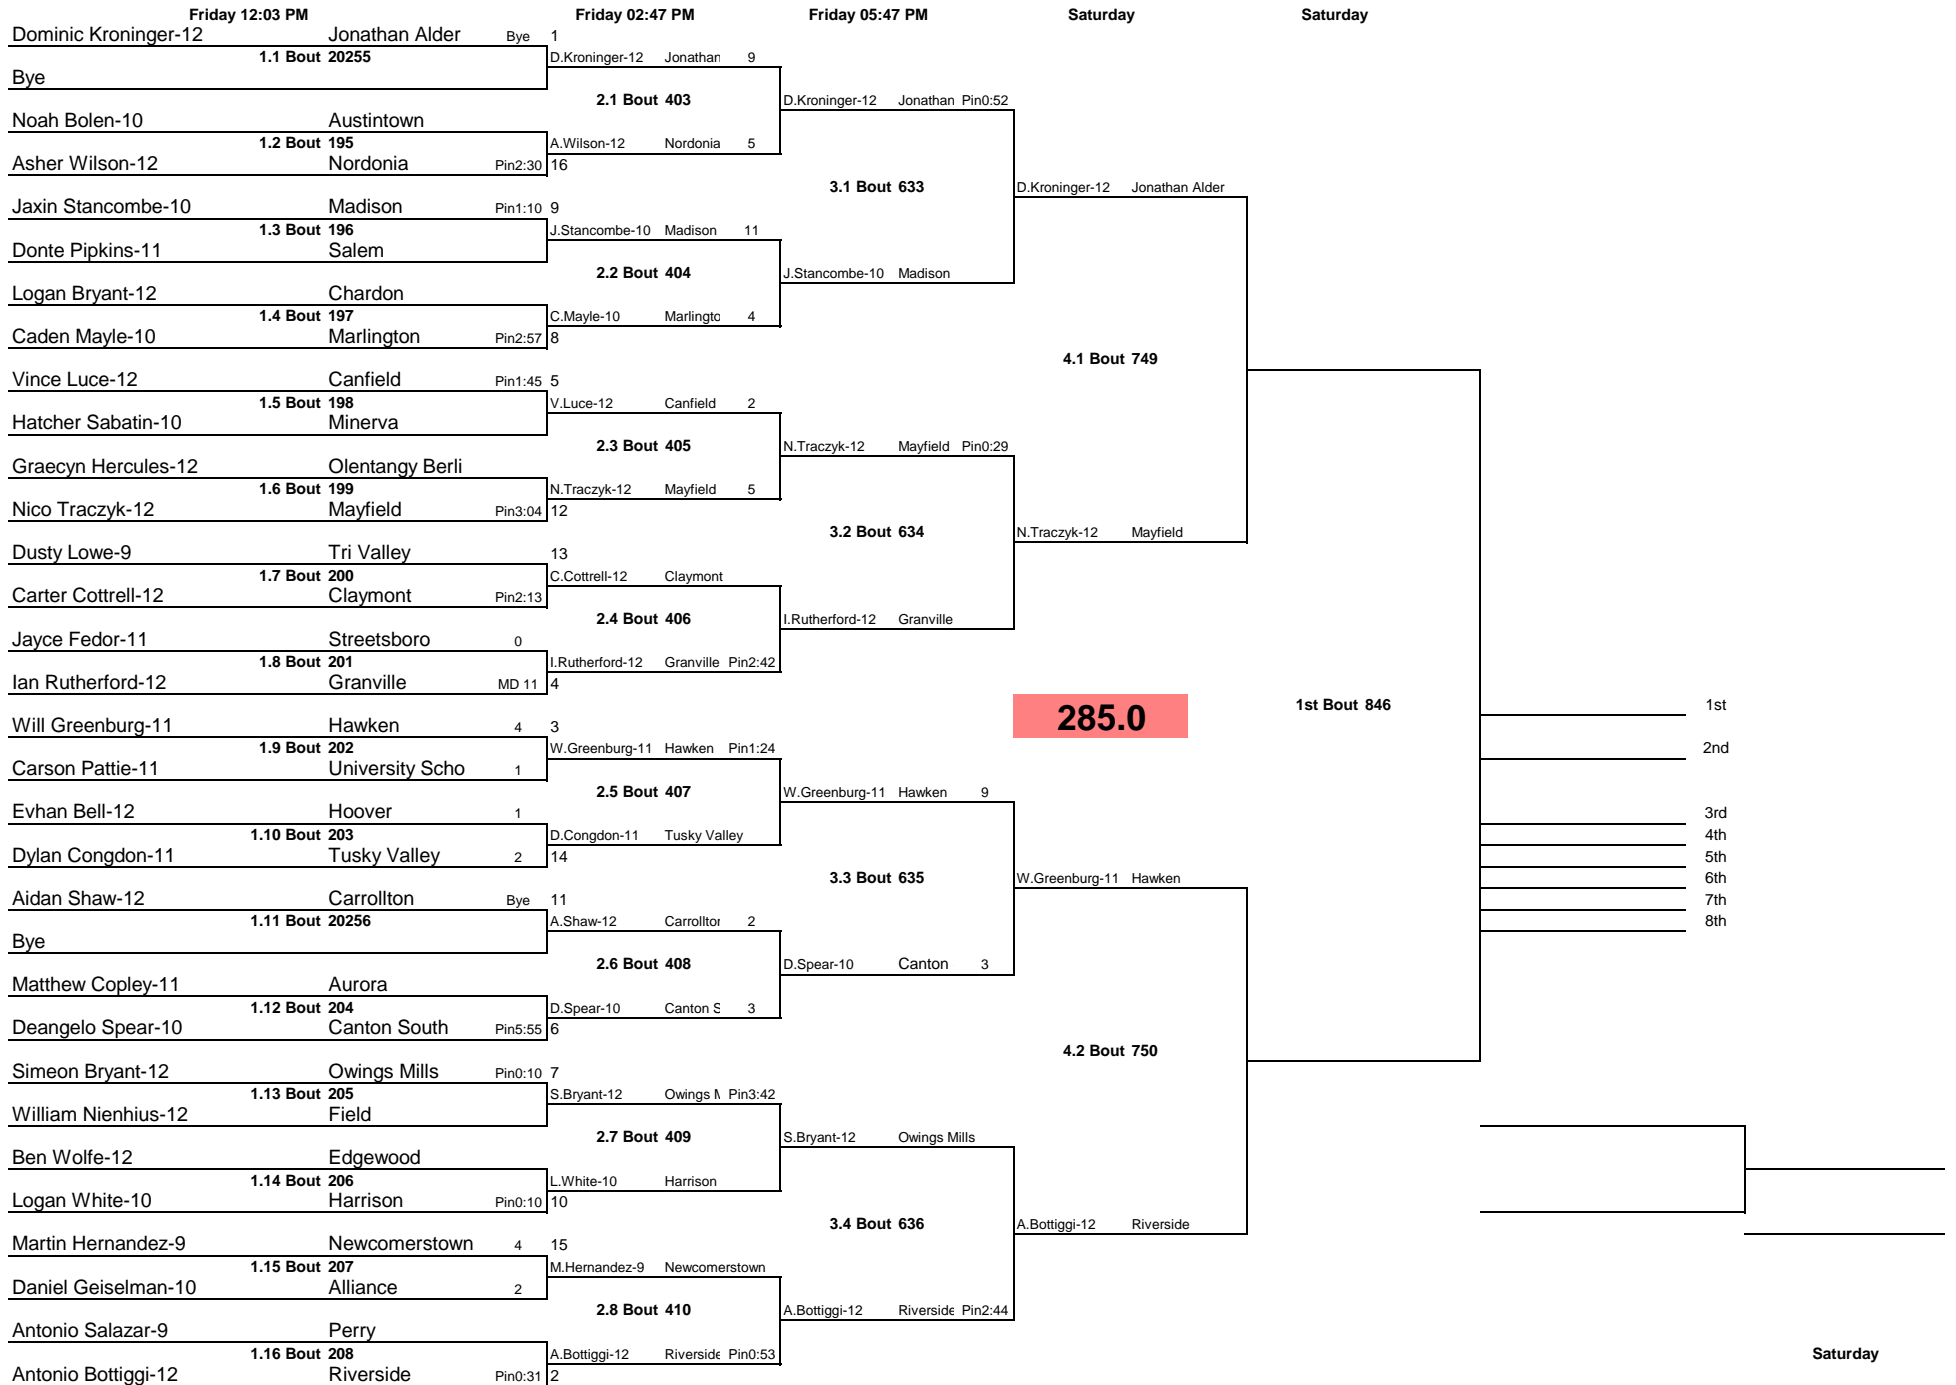 Friday 12:03 PM Friday 02:47 PM Friday 05:47 PM Saturday Saturday
Dominic Kroninger-12 Jonathan Alder Bye 1
1.1 Bout 20255 D.Kroninger-12 Jonathan 9
Bye
2.1 Bout 403 D.Kroninger-12 Jonathan Pin0:52
Noah Bolen-10 Austintown
1.2 Bout 195 A.Wilson-12 Nordonia 5
Asher Wilson-12 Nordonia Pin2:30 16
3.1 Bout 633 D.Kroninger-12 Jonathan Alder
Jaxin Stancombe-10 Madison Pin1:10 9
1.3 Bout 196 J.Stancombe-10 Madison 11
Donte Pipkins-11 Salem
2.2 Bout 404 J.Stancombe-10 Madison
Logan Bryant-12 Chardon
1.4 Bout 197 C.Mayle-10 Marlingto 4
Caden Mayle-10 Marlington Pin2:57 8
4.1 Bout 749
Vince Luce-12 Canfield Pin1:45 5
1.5 Bout 198 V.Luce-12 Canfield 2
Hatcher Sabatin-10 Minerva
2.3 Bout 405 N.Traczyk-12 Mayfield Pin0:29
Graecyn Hercules-12 Olentangy Berli
1.6 Bout 199 N.Traczyk-12 Mayfield 5
Nico Traczyk-12 Mayfield Pin3:04 12
3.2 Bout 634 N.Traczyk-12 Mayfield
Dusty Lowe-9 Tri Valley 13
1.7 Bout 200 C.Cottrell-12 Claymont
Carter Cottrell-12 Claymont Pin2:13
2.4 Bout 406 I.Rutherford-12 Granville
Jayce Fedor-11 Streetsboro 0
1.8 Bout 201 I.Rutherford-12 Granville Pin2:42
Ian Rutherford-12 Granville MD 11 4
285.0 1st Bout 846 1st
Will Greenburg-11 Hawken 4 3
1.9 Bout 202 W.Greenburg-11 Hawken Pin1:24 2nd
Carson Pattie-11 University Scho 1
2.5 Bout 407 W.Greenburg-11 Hawken 9
Evhan Bell-12 Hoover 1 3rd
1.10 Bout 203 D.Congdon-11 Tusky Valley 4th
Dylan Congdon-11 Tusky Valley 2 14 5th
3.3 Bout 635 W.Greenburg-11 Hawken 6th
Aidan Shaw-12 Carrollton Bye 11 7th
1.11 Bout 20256 A.Shaw-12 Carrollton 2 8th
Bye
2.6 Bout 408 D.Spear-10 Canton 3
Matthew Copley-11 Aurora
1.12 Bout 204 D.Spear-10 Canton S 3
Deangelo Spear-10 Canton South Pin5:55 6
4.2 Bout 750
Simeon Bryant-12 Owings Mills Pin0:10 7
1.13 Bout 205 S.Bryant-12 Owings M Pin3:42
William Nienhius-12 Field
2.7 Bout 409 S.Bryant-12 Owings Mills
Ben Wolfe-12 Edgewood
1.14 Bout 206 L.White-10 Harrison
Logan White-10 Harrison Pin0:10 10
3.4 Bout 636 A.Bottiggi-12 Riverside
Martin Hernandez-9 Newcomerstown 4 15
1.15 Bout 207 M.Hernandez-9 Newcomerstown
Daniel Geiselman-10 Alliance 2
2.8 Bout 410 A.Bottiggi-12 Riverside Pin2:44
Antonio Salazar-9 Perry
1.16 Bout 208 A.Bottiggi-12 Riverside Pin0:53 Saturday
Antonio Bottiggi-12 Riverside Pin0:31 2